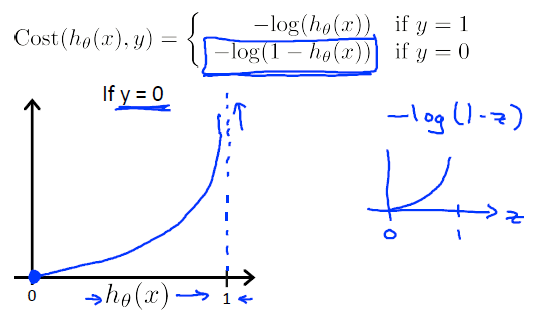 Cost(hθ(x), y) = { −log(hθ(x)) if y = 1
−log(1 − hθ(x)) if y = 0
If y = 0
−log(1−z)
0 1 z
0 → hθ(x) → 1 ←